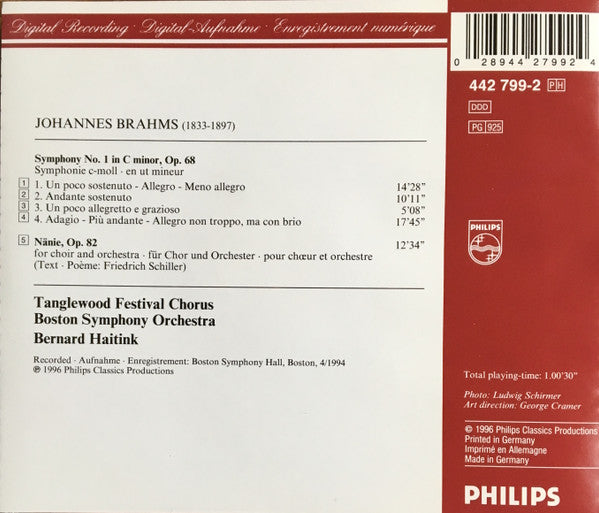 Digital Recording · Digital-Aufnahme · Enregistrement numérique
JOHANNES BRAHMS (1833-1897)
Symphony No. 1 in C minor, Op. 68
Symphonie c-moll · en ut mineur
1 1. Un poco sostenuto - Allegro - Meno allegro 14'28"
2 2. Andante sostenuto 10'11"
3 3. Un poco allegretto e grazioso 5'08"
4 4. Adagio - Più andante - Allegro non troppo, ma con brio 17'45"
5 Nänie, Op. 82 12'34"
for choir and orchestra · für Chor und Orchester · pour chœur et orchestre
(Text · Poème: Friedrich Schiller)
Tanglewood Festival Chorus
Boston Symphony Orchestra
Bernard Haitink
Recorded · Aufnahme · Enregistrement: Boston Symphony Hall, Boston, 4/1994
℗ 1996 Philips Classics Productions
0 28944 27992 4
442 799-2 PH
DDD
PG 925
PHILIPS
Total playing-time: 1.00'30"
Photo: Ludwig Schirmer
Art direction: George Cramer
© 1996 Philips Classics Productions
Printed in Germany
Imprimé en Allemagne
Made in Germany
PHILIPS